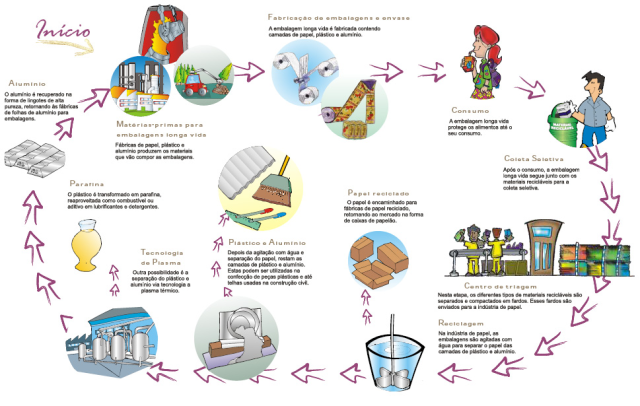 Início
Fabricação de embalagens e envase
A embalagem longa vida é fabricada contendo
camadas de papel, plástico e alumínio.
Alumínio
O alumínio é recuperado na
forma de lingotes de alta
pureza, retornando às fábricas
de folhas de alumínio para
embalagens.
Matérias-primas para
embalagens longa vida
Fábricas de papel, plástico e
alumínio produzem os materiais
que vão compor as embalagens.
Consumo
A embalagem longa vida
protege os alimentos até o
seu consumo.
Coleta Seletiva
Após o consumo, a embalagem
longa vida segue junto com os
materiais recicláveis para a
coleta seletiva.
Parafina
O plástico é transformado em parafina,
reaproveitada como combustível ou
aditivo em lubrificantes e detergentes.
Papel reciclado
O papel é encaminhado para
fábricas de papel reciclado,
retornando ao mercado na forma
de caixas de papelão.
Tecnologia
de Plasma
Outra possibilidade é a
separação do plástico e
alumínio via tecnologia a
plasma térmico.
Plástico e Alumínio
Depois da agitação com água e
separação do papel, restam as
camadas de plástico e alumínio.
Estas podem ser utilizadas na
confecção de peças plásticas e até
telhas usadas na construção civil.
Centro de triagem
Nesta etapa, os diferentes tipos de materiais recicláveis são
separados e compactados em fardos. Esses fardos são
enviados para a indústria de papel.
Reciclagem
Na indústria de papel, as
embalagens são agitadas com
água para separar o papel das
camadas de plástico e alumínio.